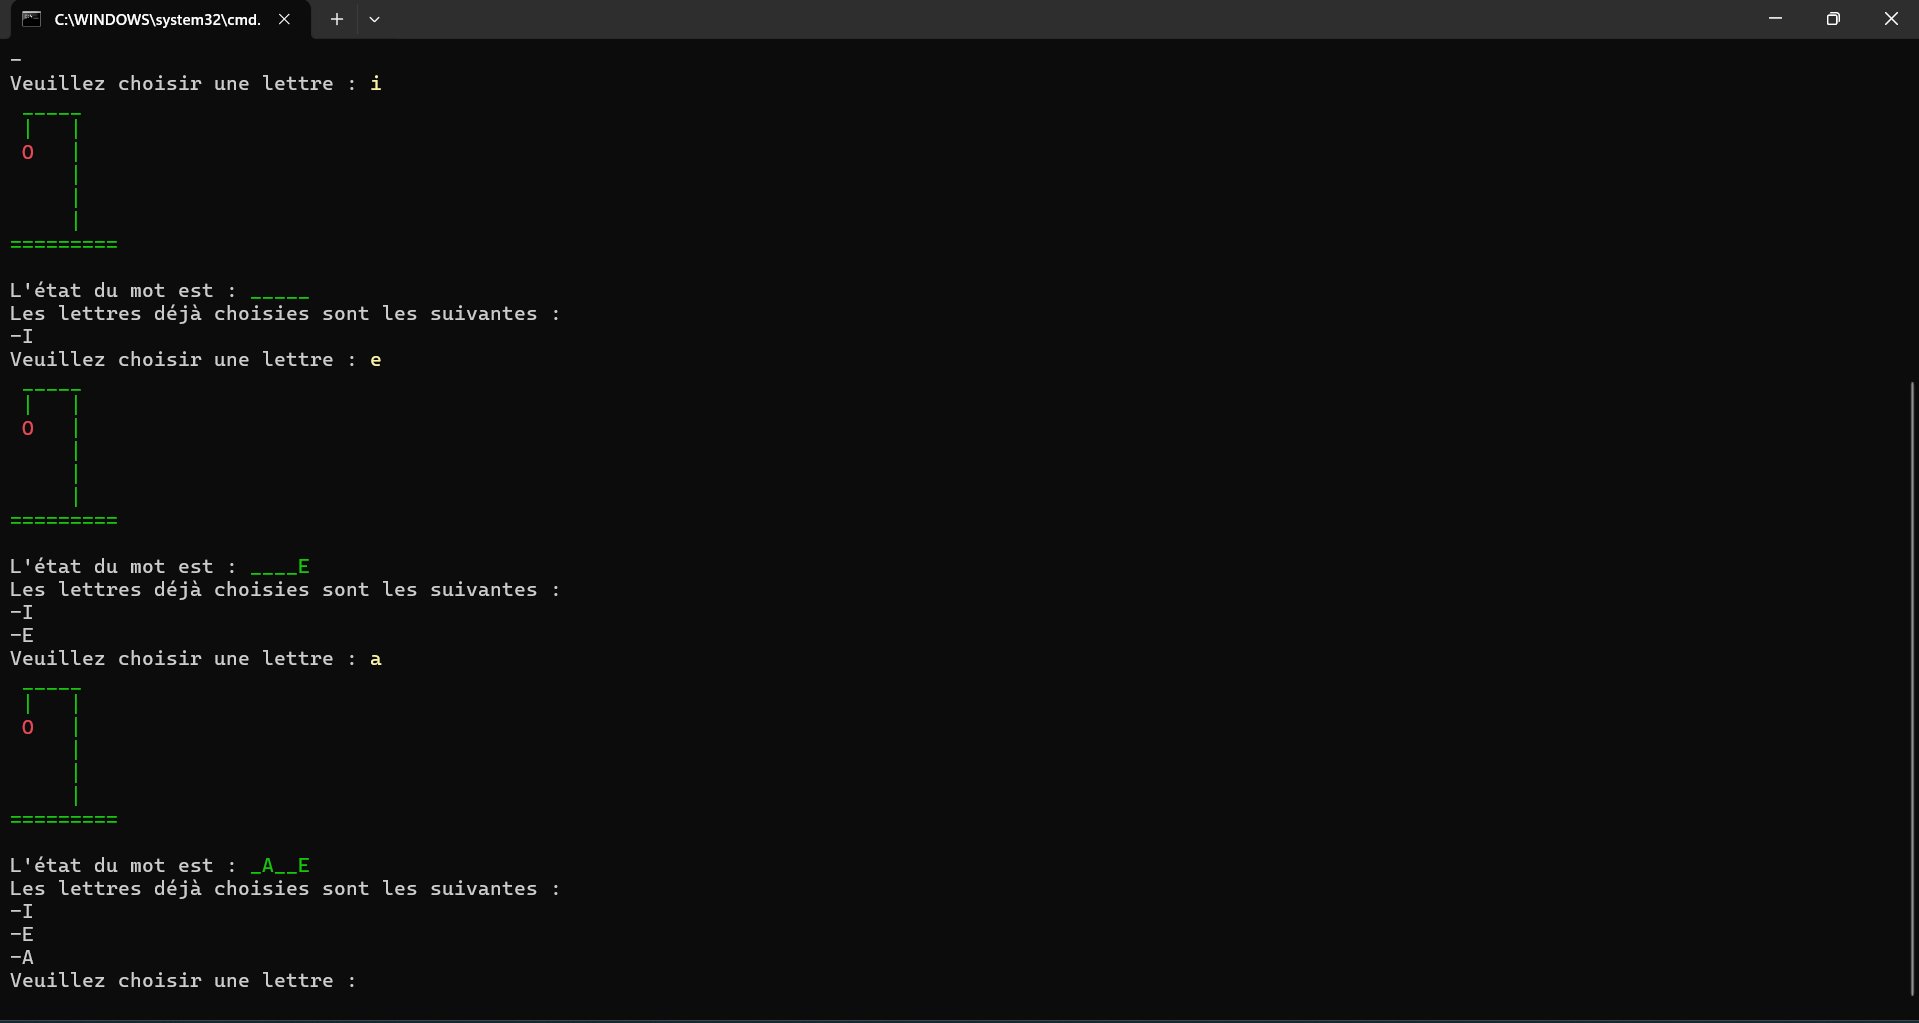 C:\WINDOWS\system32\cmd.
-
Veuillez choisir une lettre : i
 _____
 |   |
 O   |
     |
     |
     |
=========
L'état du mot est : _____
Les lettres déjà choisies sont les suivantes :
-I
Veuillez choisir une lettre : e
 _____
 |   |
 O   |
     |
     |
     |
=========
L'état du mot est : ____E
Les lettres déjà choisies sont les suivantes :
-I
-E
Veuillez choisir une lettre : a
 _____
 |   |
 O   |
     |
     |
     |
=========
L'état du mot est : _A__E
Les lettres déjà choisies sont les suivantes :
-I
-E
-A
Veuillez choisir une lettre :